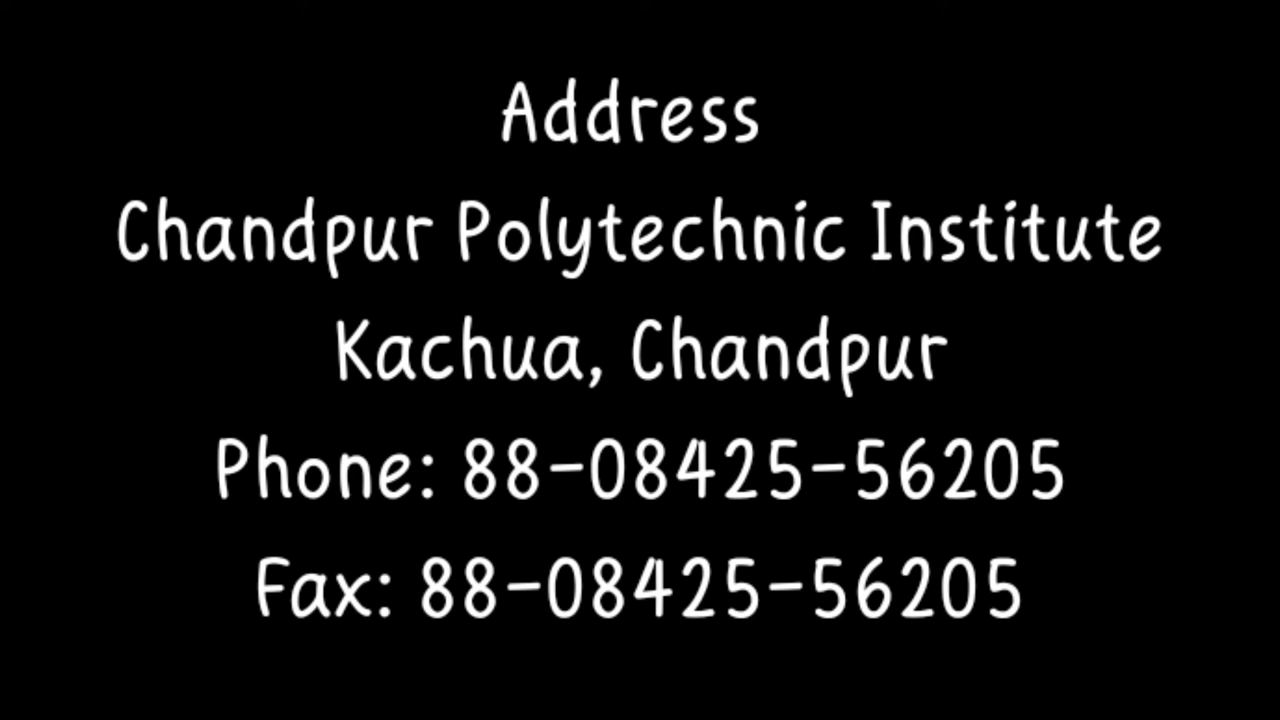 Address
Chandpur Polytechnic Institute
Kachua, Chandpur
Phone: 88-08425-56205
Fax: 88-08425-56205